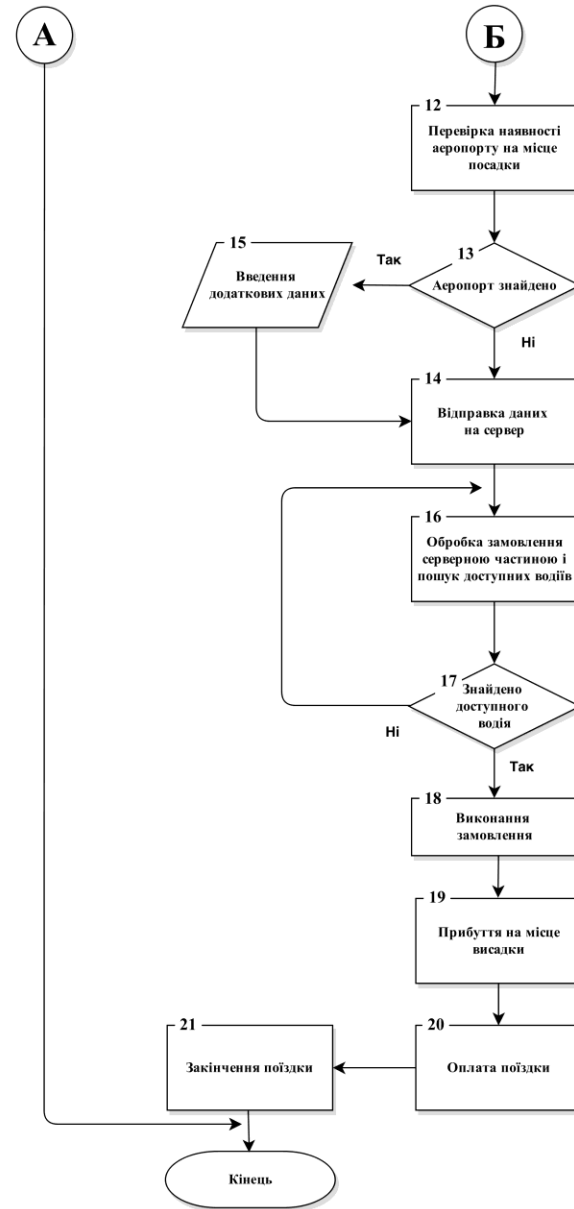 А
Б
12
Перевірка наявності
аеропорту на місце
посадки
13
Аеропорт знайдено
Так
Ні
15
Введення
додаткових даних
14
Відправка даних
на сервер
16
Обробка замовлення
серверною частиною і
пошук доступних водіїв
17
Знайдено
доступного
водія
Ні
Так
18
Виконання
замовлення
19
Прибуття на місце
висадки
20
Оплата поїздки
21
Закінчення поїздки
Кінець